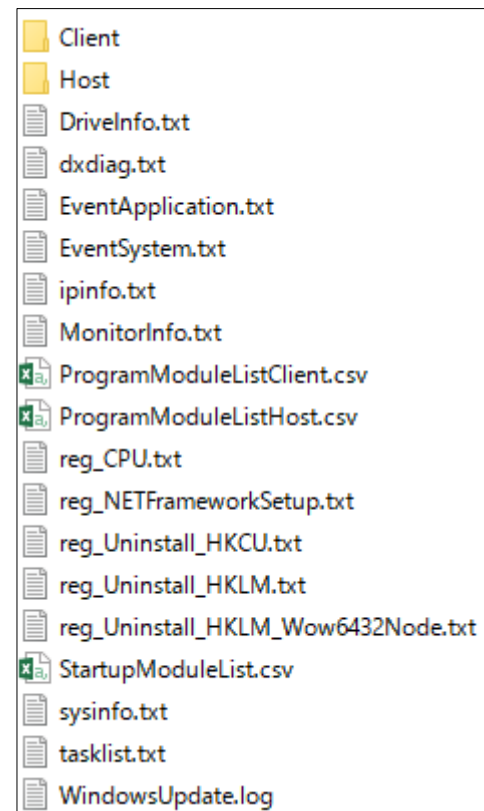 Client
Host
DriveInfo.txt
dxdiag.txt
EventApplication.txt
EventSystem.txt
ipinfo.txt
MonitorInfo.txt
ProgramModuleListClient.csv
ProgramModuleListHost.csv
reg_CPU.txt
reg_NETFrameworkSetup.txt
reg_Uninstall_HKCU.txt
reg_Uninstall_HKLM.txt
reg_Uninstall_HKLM_Wow6432Node.txt
StartupModuleList.csv
sysinfo.txt
tasklist.txt
WindowsUpdate.log